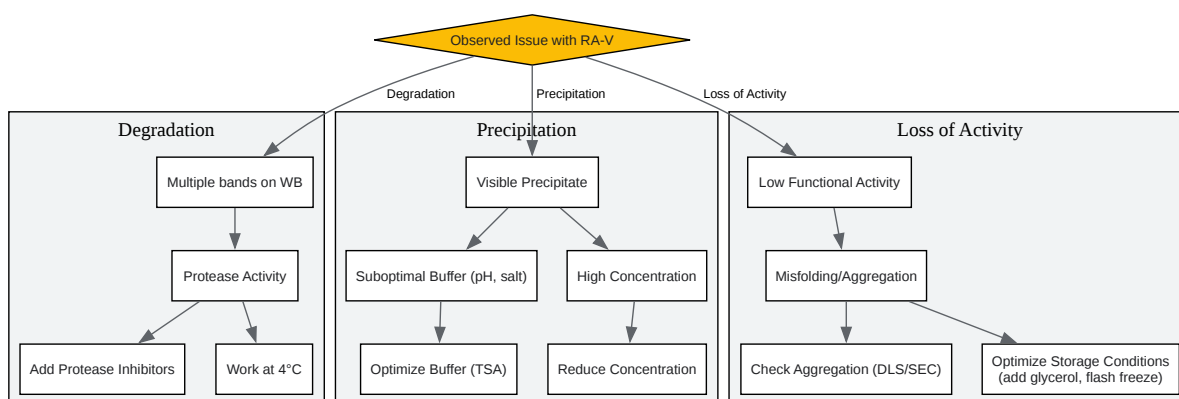 Observed Issue with RA-V
Degradation
Precipitation
Loss of Activity
Degradation
Precipitation
Loss of Activity
Multiple bands on WB
Visible Precipitate
Low Functional Activity
Protease Activity
Suboptimal Buffer (pH, salt)
High Concentration
Misfolding/Aggregation
Add Protease Inhibitors
Work at 4°C
Optimize Buffer (TSA)
Reduce Concentration
Check Aggregation (DLS/SEC)
Optimize Storage Conditions
(add glycerol, flash freeze)